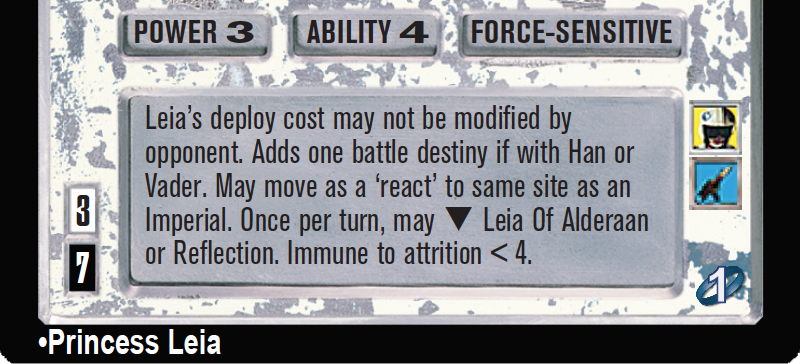 POWER 3 ABILITY 4 FORCE-SENSITIVE
Leia's deploy cost may not be modified by
opponent. Adds one battle destiny if with Han or
Vader. May move as a 'react' to same site as an
Imperial. Once per turn, may ▼ Leia Of Alderaan
or Reflection. Immune to attrition < 4.
3
7
1
•Princess Leia